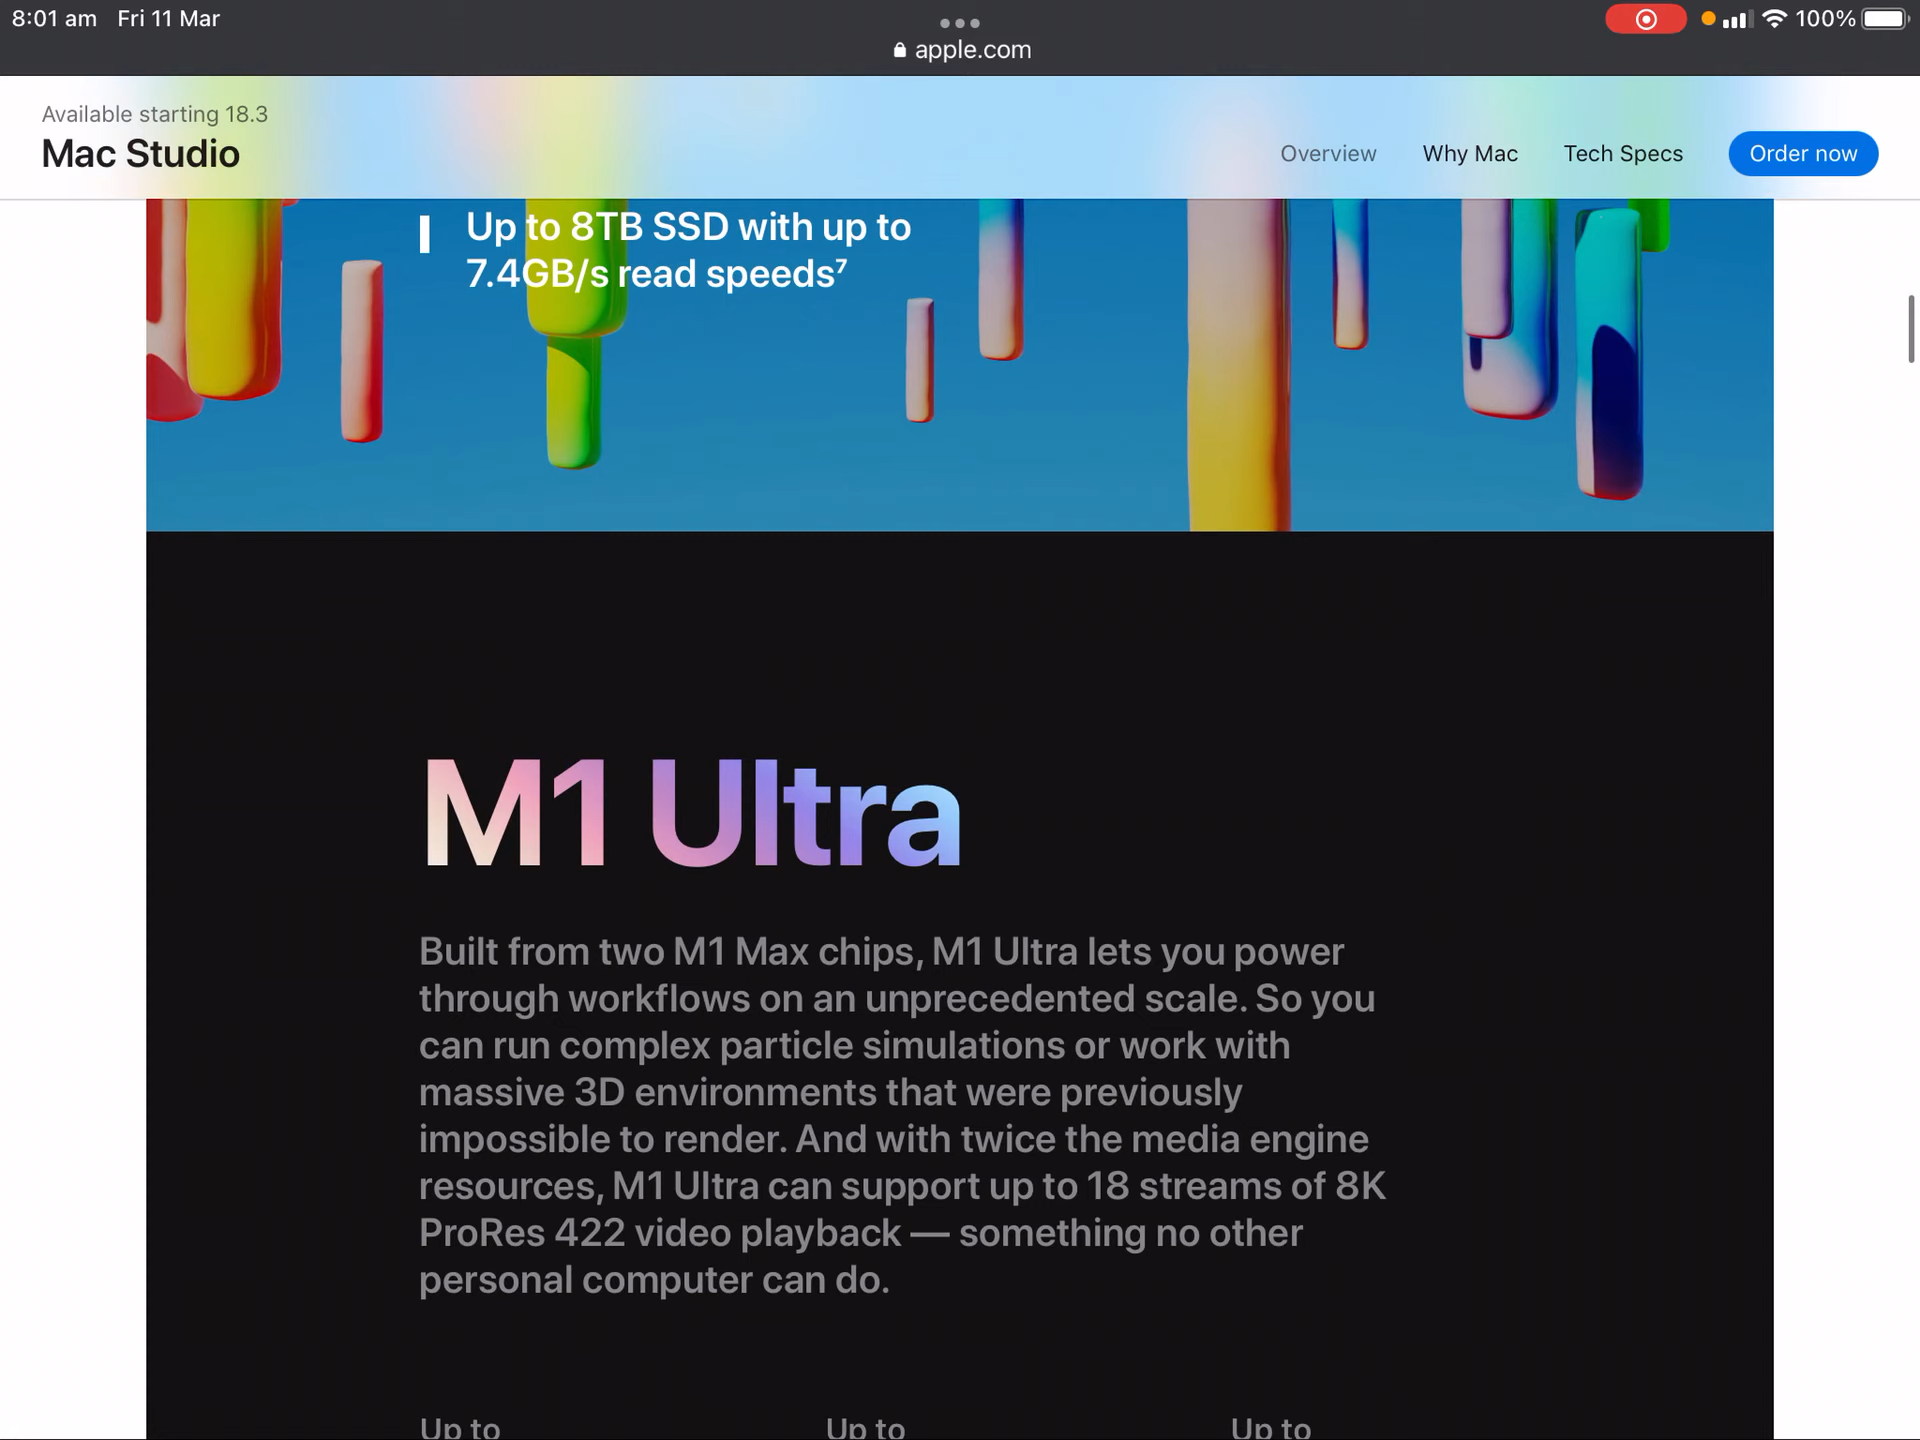 8:01 am Fri 11 Mar
100%
apple.com
Available starting 18.3
Mac Studio
Overview Why Mac Tech Specs Order now
Up to 8TB SSD with up to
7.4GB/s read speeds⁷
M1 Ultra
Built from two M1 Max chips, M1 Ultra lets you power
through workflows on an unprecedented scale. So you
can run complex particle simulations or work with
massive 3D environments that were previously
impossible to render. And with twice the media engine
resources, M1 Ultra can support up to 18 streams of 8K
ProRes 422 video playback — something no other
personal computer can do.
Up to Up to Up to